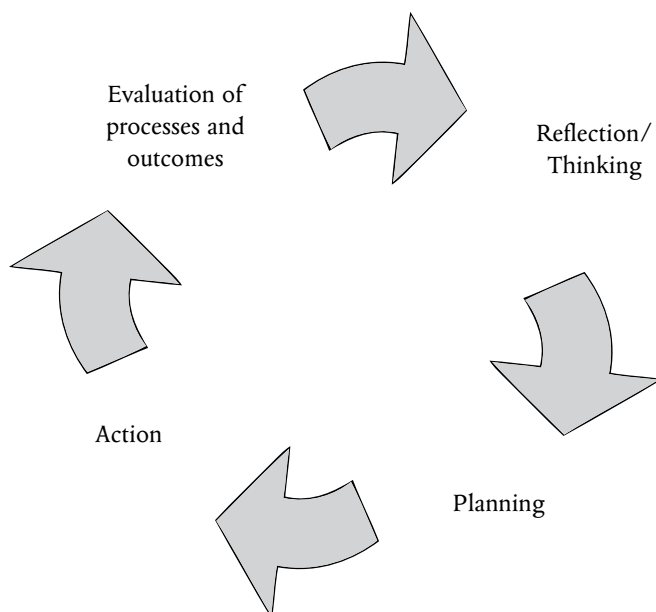 Evaluation of
processes and
outcomes
Reflection/
Thinking
Planning
Action